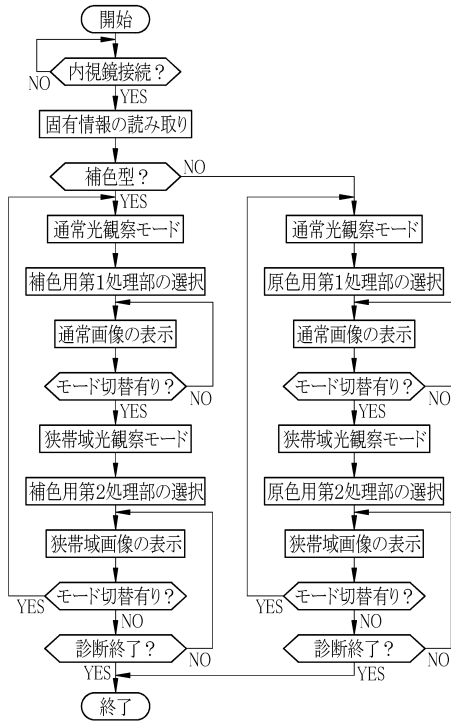 開始
内視鏡接続？
NO
YES
固有情報の読み取り
補色型？
NO
YES
通常光観察モード
補色用第1処理部の選択
通常画像の表示
モード切替有り？
NO
YES
狭帯域光観察モード
補色用第2処理部の選択
狭帯域画像の表示
モード切替有り？
YES
NO
診断終了？
NO
YES
終了
通常光観察モード
原色用第1処理部の選択
通常画像の表示
モード切替有り？
NO
YES
狭帯域光観察モード
原色用第2処理部の選択
狭帯域画像の表示
モード切替有り？
YES
NO
診断終了？
NO
YES